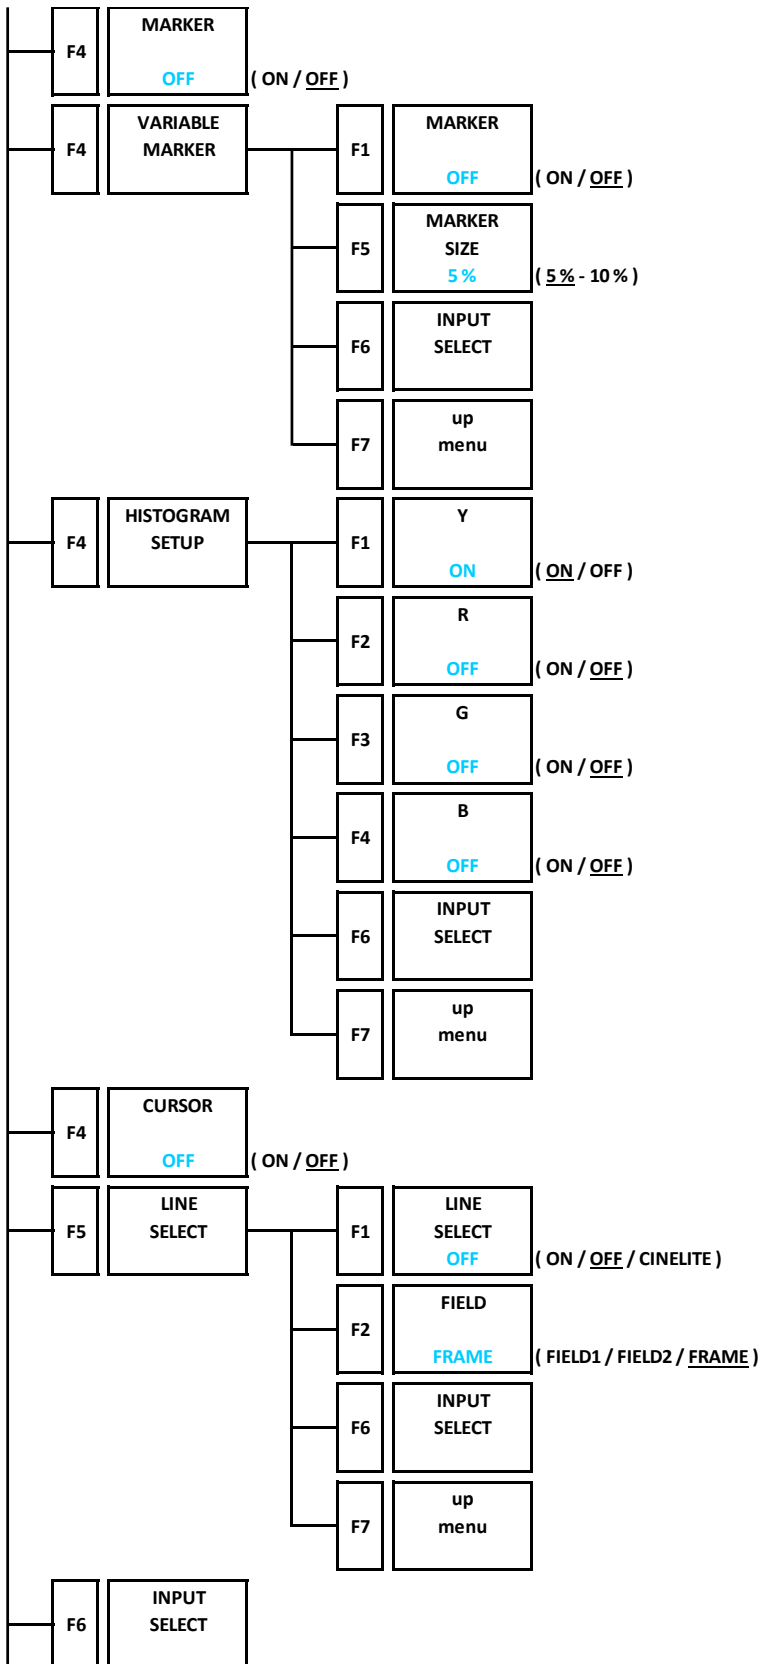 MARKER
F4
OFF ( ON / OFF )
VARIABLE
F4 MARKER
MARKER
F1
OFF ( ON / OFF )
MARKER
F5 SIZE
5 % ( 5 % - 10 % )
INPUT
F6 SELECT
up
F7 menu
HISTOGRAM
F4 SETUP
Y
F1
ON ( ON / OFF )
R
F2
OFF ( ON / OFF )
G
F3
OFF ( ON / OFF )
B
F4
OFF ( ON / OFF )
INPUT
F6 SELECT
up
F7 menu
CURSOR
F4
OFF ( ON / OFF )
LINE
F5 SELECT
LINE
F1 SELECT
OFF ( ON / OFF / CINELITE )
FIELD
F2
FRAME ( FIELD1 / FIELD2 / FRAME )
INPUT
F6 SELECT
up
F7 menu
INPUT
F6 SELECT